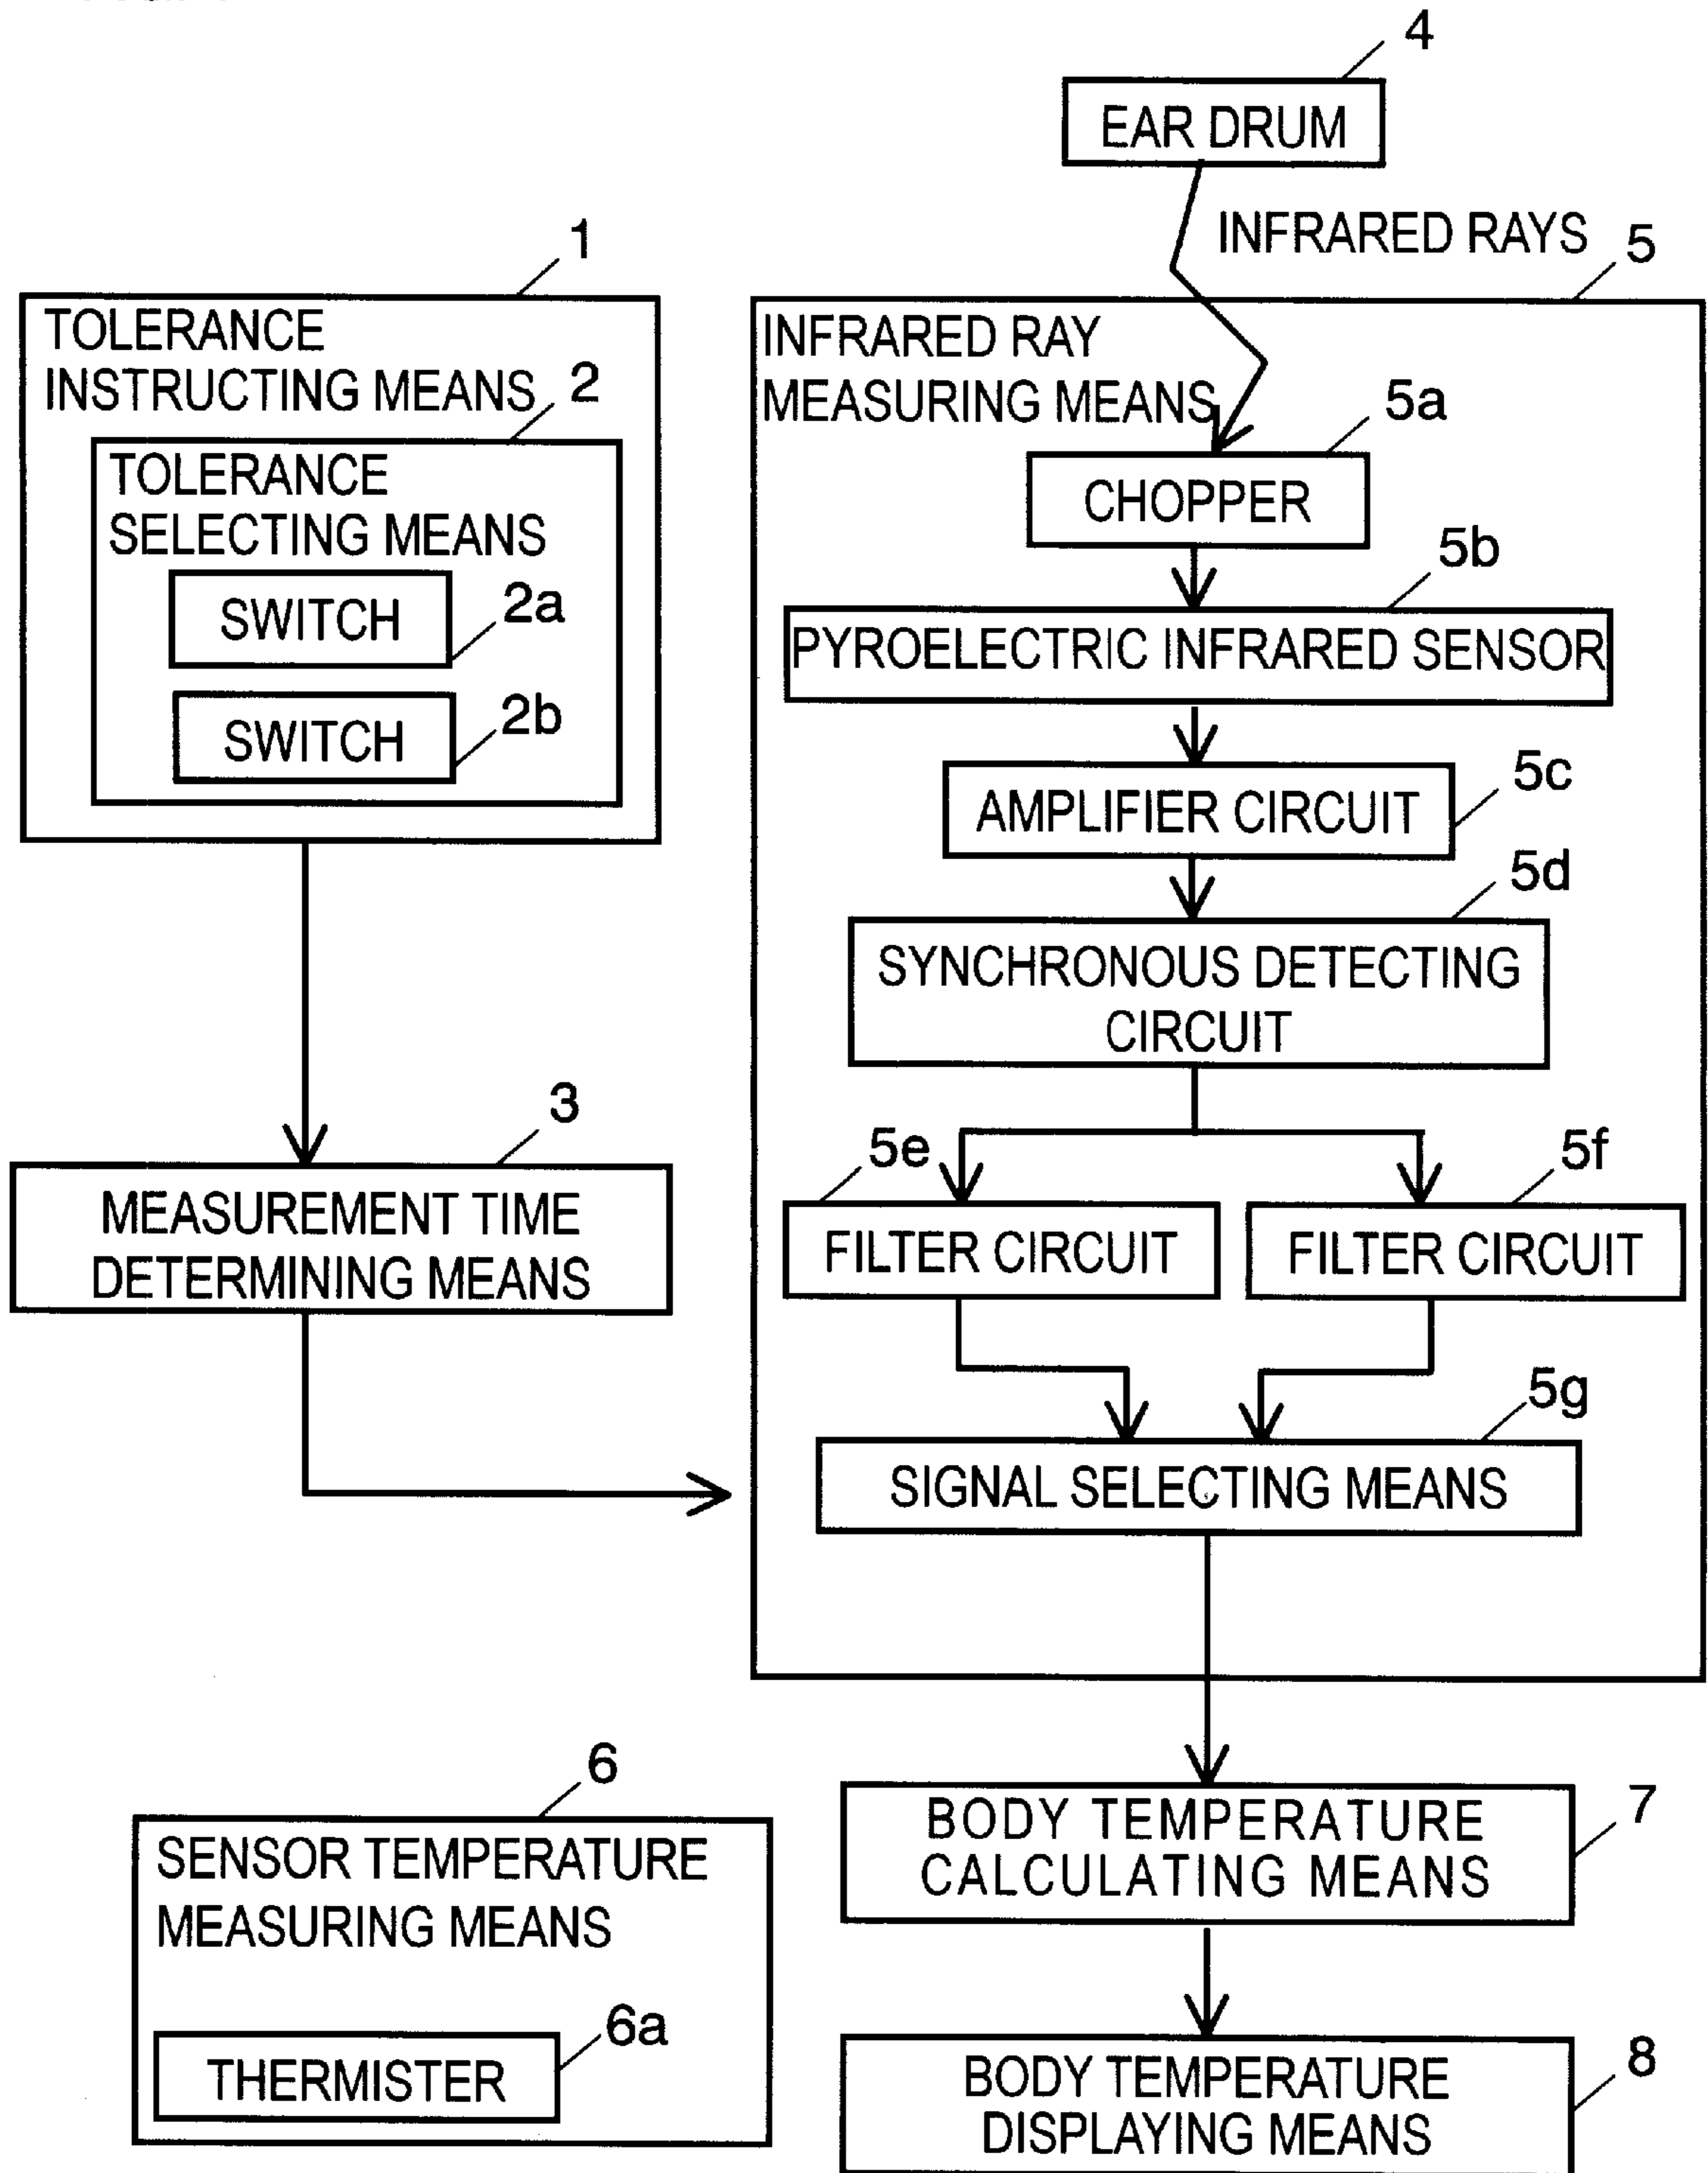 4
EAR DRUM
INFRARED RAYS
1
5
TOLERANCE
INSTRUCTING MEANS
2
TOLERANCE
SELECTING MEANS
SWITCH
2a
SWITCH
2b
INFRARED RAY
MEASURING MEANS
5a
CHOPPER
5b
PYROELECTRIC INFRARED SENSOR
5c
AMPLIFIER CIRCUIT
5d
SYNCHRONOUS DETECTING
CIRCUIT
3
MEASUREMENT TIME
DETERMINING MEANS
5e
5f
FILTER CIRCUIT
FILTER CIRCUIT
5g
SIGNAL SELECTING MEANS
6
SENSOR TEMPERATURE
MEASURING MEANS
6a
THERMISTER
7
BODY TEMPERATURE
CALCULATING MEANS
8
BODY TEMPERATURE
DISPLAYING MEANS